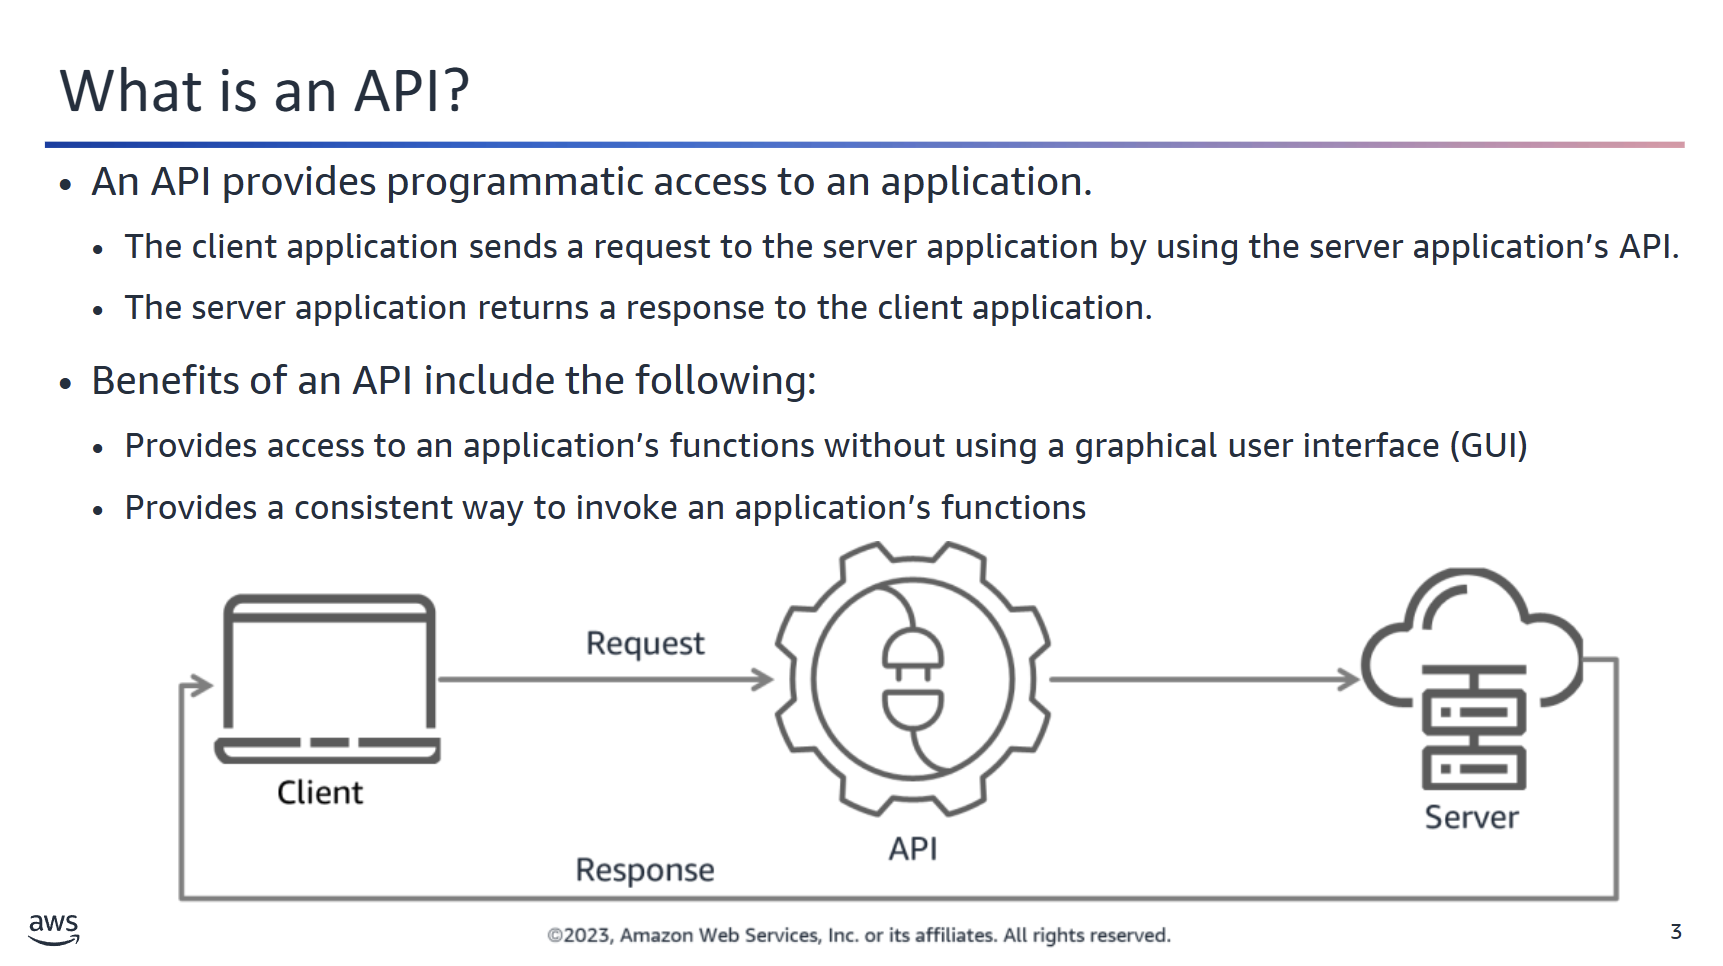 What is an API?
• An API provides programmatic access to an application.
• The client application sends a request to the server application by using the server application’s API.
• The server application returns a response to the client application.
• Benefits of an API include the following:
• Provides access to an application’s functions without using a graphical user interface (GUI)
• Provides a consistent way to invoke an application’s functions
Request
Client
API
Server
Response
aws
©2023, Amazon Web Services, Inc. or its affiliates. All rights reserved.
3